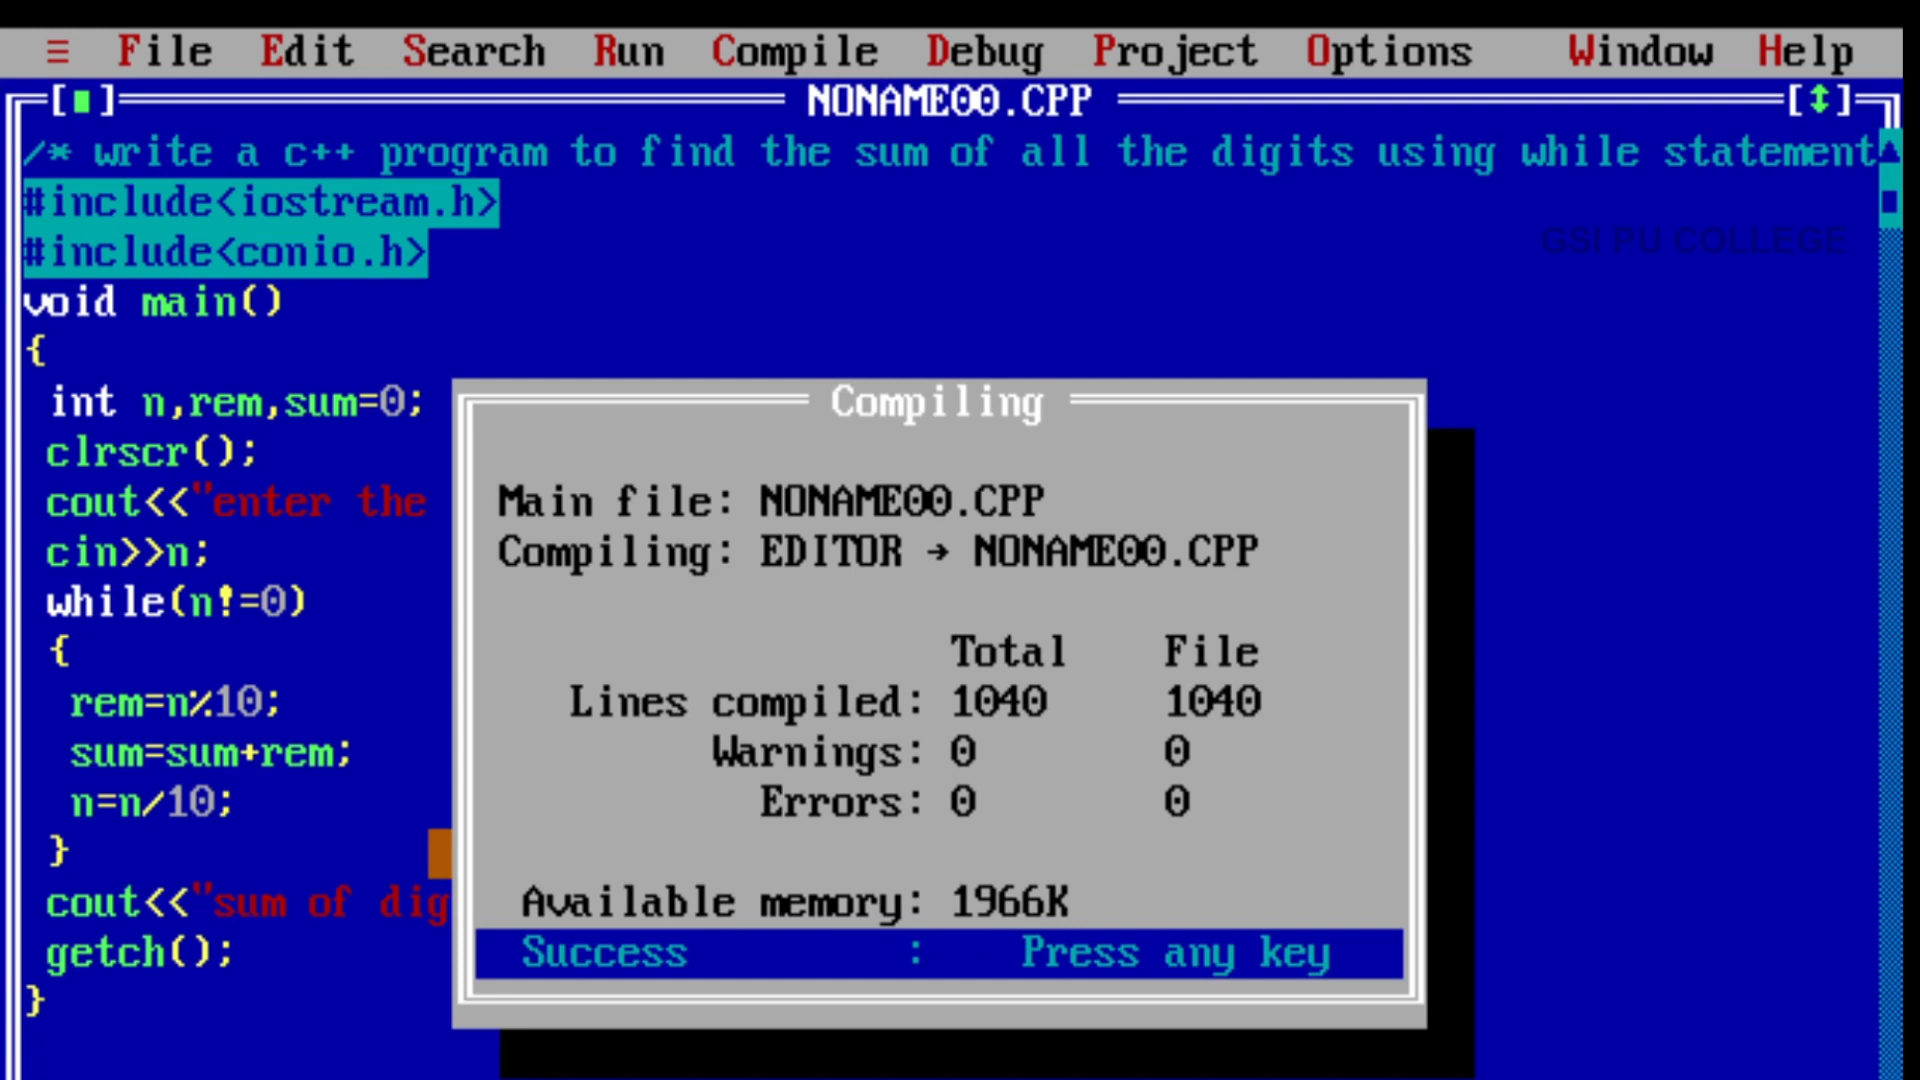 ≡ File Edit Search Run Compile Debug Project Options Window Help
[■] NONAME00.CPP [↕]
/* write a c++ program to find the sum of all the digits using while statement
#include<iostream.h>
#include<conio.h>
GSI PU COLLEGE
void main()
{
int n,rem,sum=0;
clrscr();
cout<<"enter the
cin>>n;
while(n!=0)
{
rem=n%10;
sum=sum+rem;
n=n/10;
}
cout<<"sum of dig
getch();
}
Compiling
Main file: NONAME00.CPP
Compiling: EDITOR → NONAME00.CPP
Total File
Lines compiled: 1040 1040
Warnings: 0 0
Errors: 0 0
Available memory: 1966K
Success : Press any key